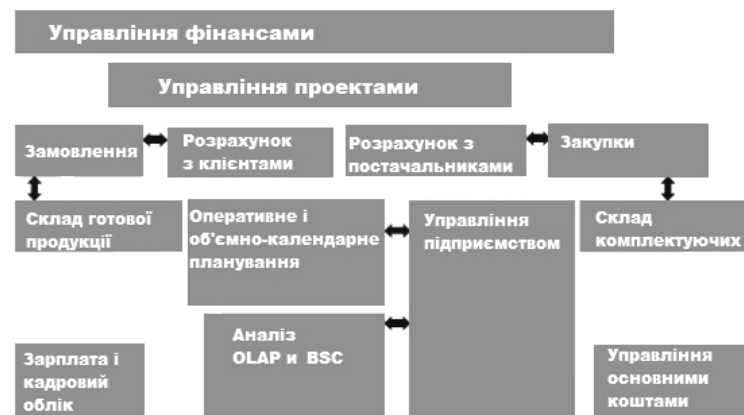 Управління фінансами
Управління проектами
Замовлення
Розрахунок
з клієнтами
Розрахунок з
постачальниками
Закупки
Склад готової
продукції
Оперативне і
об'ємно-календарне
планування
Управління
підприємством
Склад
комплектуючих
Зарплата і
кадровий
облік
Аналіз
OLAP и BSC
Управління
основними
коштами